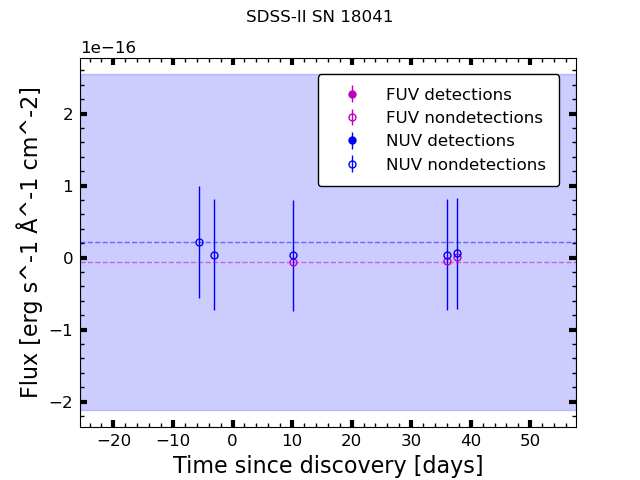 SDSS-II SN 18041
1e−16
FUV detections
FUV nondetections
NUV detections
NUV nondetections
2
1
0
−1
−2
Flux [erg s^-1 Å^-1 cm^-2]
−20 −10 0 10 20 30 40 50
Time since discovery [days]